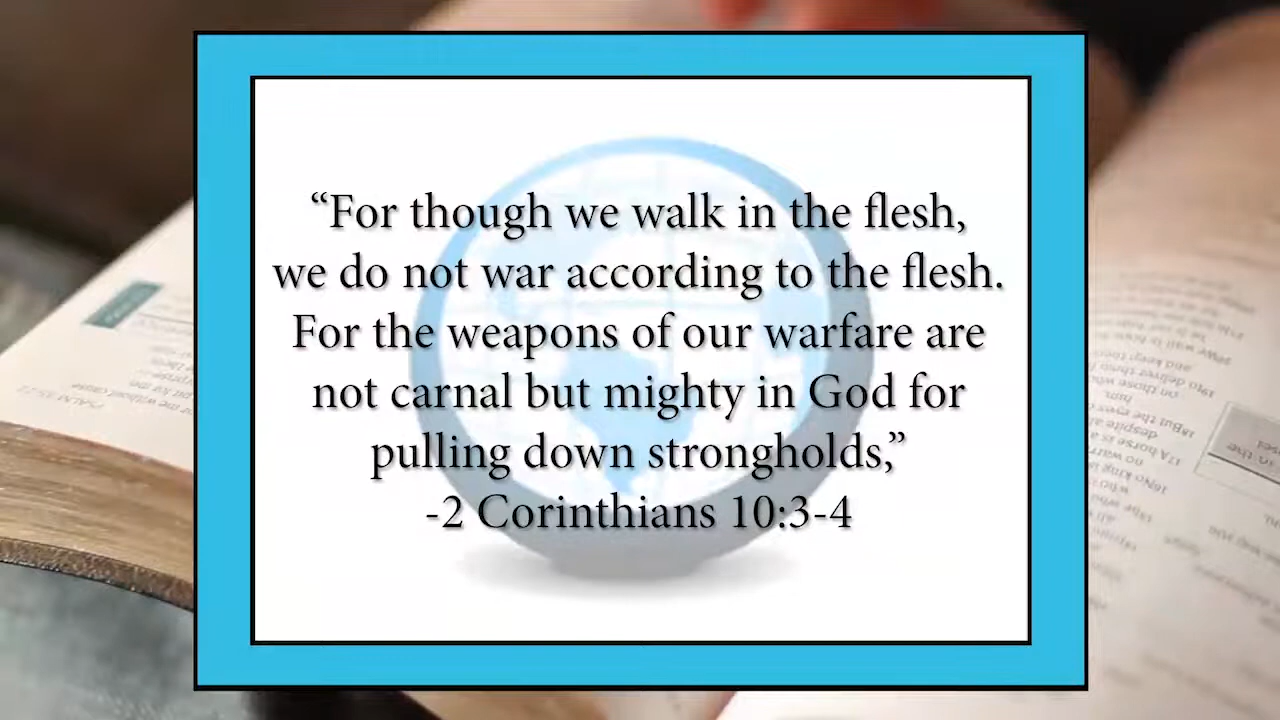 “For though we walk in the flesh,
we do not war according to the flesh.
For the weapons of our warfare are
not carnal but mighty in God for
pulling down strongholds,”
-2 Corinthians 10:3-4